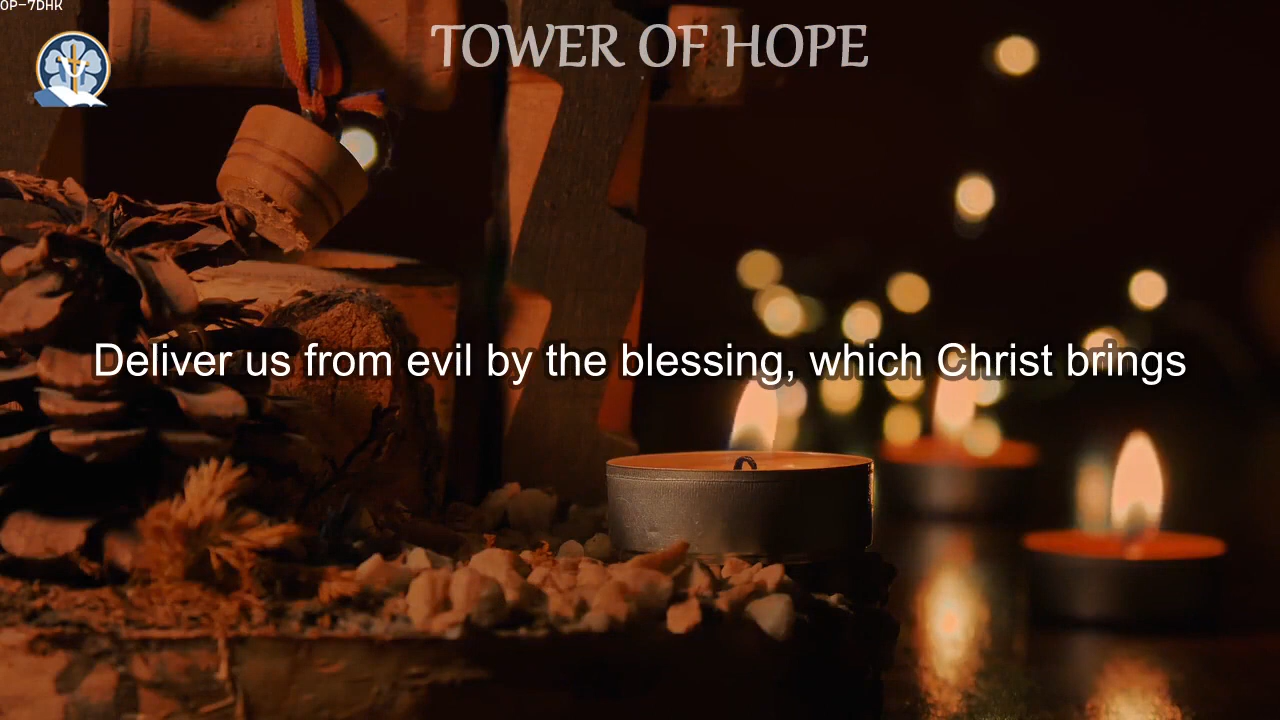 OP-7DHK
TOWER OF HOPE
Deliver us from evil by the blessing, which Christ brings